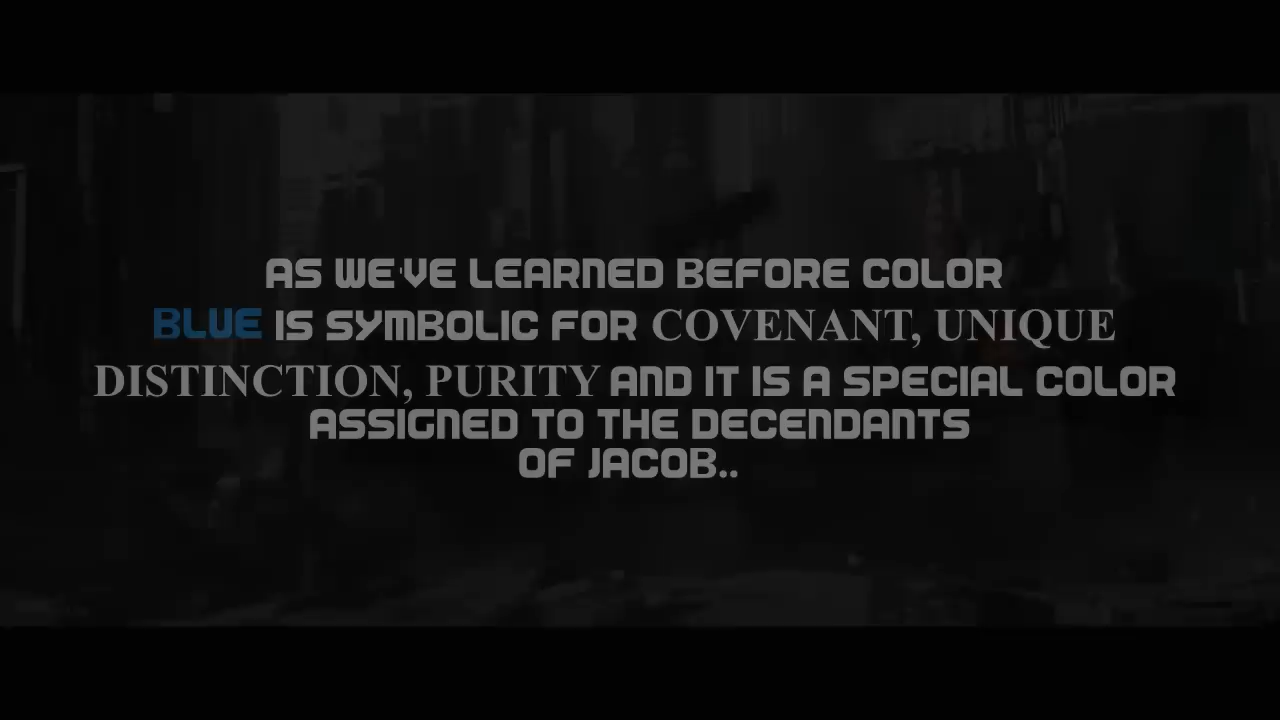 AS WE'VE LEARNED BEFORE COLOR
BLUE IS SYMBOLIC FOR COVENANT, UNIQUE
DISTINCTION, PURITY AND IT IS A SPECIAL COLOR
ASSIGNED TO THE DECENDANTS
OF JACOB..